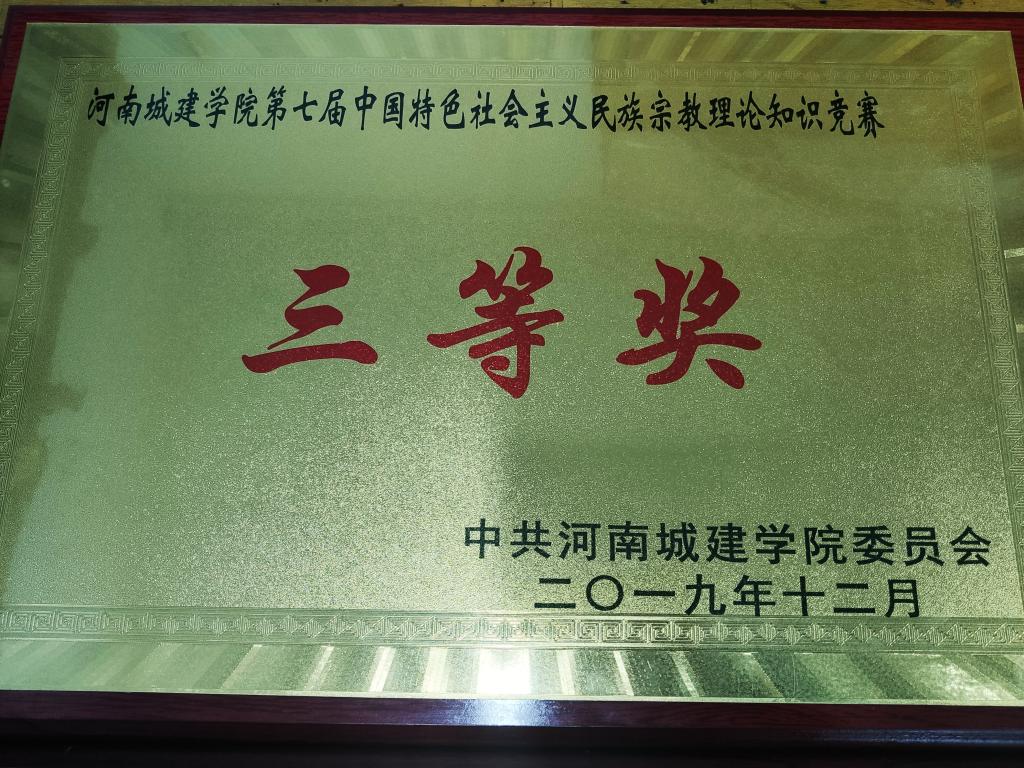 河南城建学院第七届中国特色社会主义民族宗教理论知识竞赛
三等奖
中共河南城建学院委员会
二〇一九年十二月